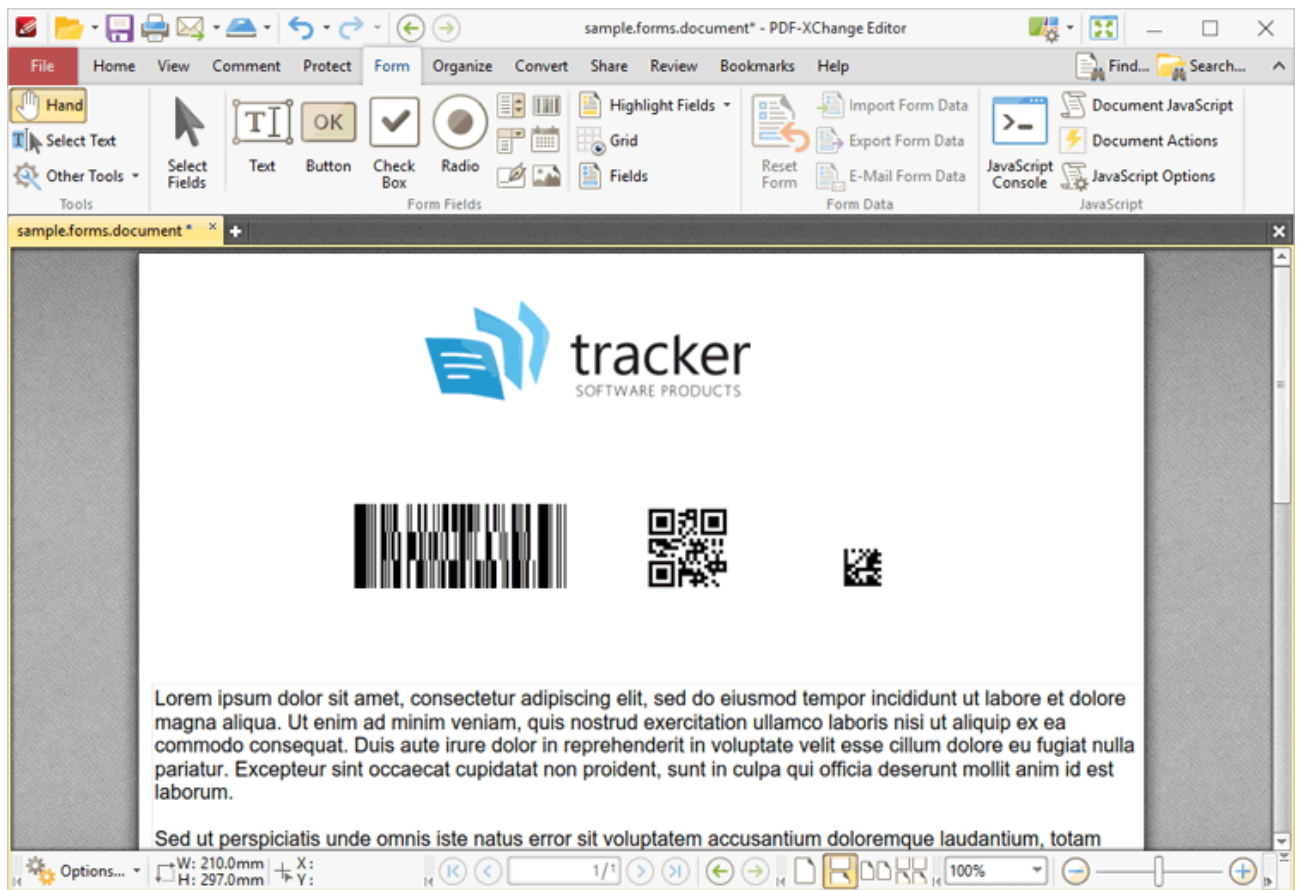 sample.forms.document* - PDF-XChange Editor
File Home View Comment Protect Form Organize Convert Share Review Bookmarks Help Find... Search...
Hand
Select Text
Other Tools
Tools
Select Fields
T
Text
OK
Button
Check Box
Radio
Form Fields
Highlight Fields
Grid
Fields
Reset Form
Import Form Data
Export Form Data
E-Mail Form Data
Form Data
JavaScript Console
Document JavaScript
Document Actions
JavaScript Options
JavaScript
sample.forms.document *
tracker
SOFTWARE PRODUCTS
Lorem ipsum dolor sit amet, consectetur adipiscing elit, sed do eiusmod tempor incididunt ut labore et dolore
magna aliqua. Ut enim ad minim veniam, quis nostrud exercitation ullamco laboris nisi ut aliquip ex ea
commodo consequat. Duis aute irure dolor in reprehenderit in voluptate velit esse cillum dolore eu fugiat nulla
pariatur. Excepteur sint occaecat cupidatat non proident, sunt in culpa qui officia deserunt mollit anim id est
laborum.
Sed ut perspiciatis unde omnis iste natus error sit voluptatem accusantium doloremque laudantium, totam
Options... W: 210.0mm X: 1/1 100%
H: 297.0mm Y: